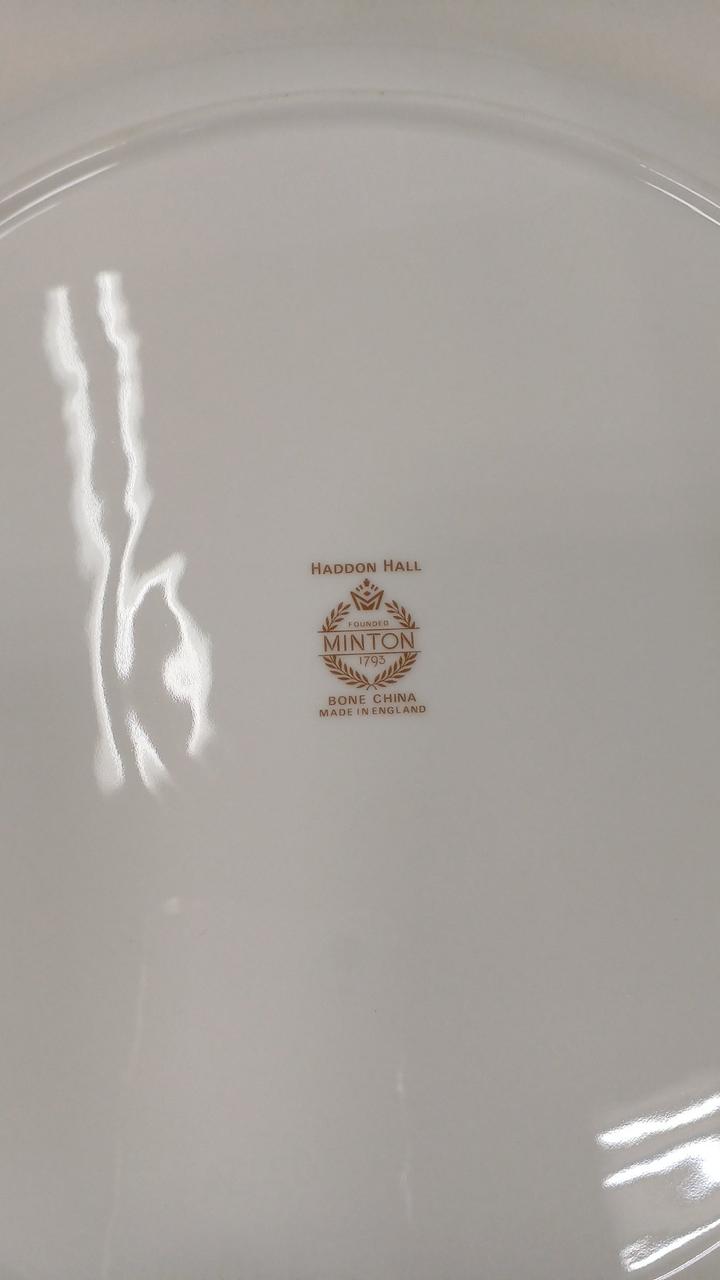 HADDON HALL
FOUNDED
MINTON
1793
BONE CHINA
MADE IN ENGLAND